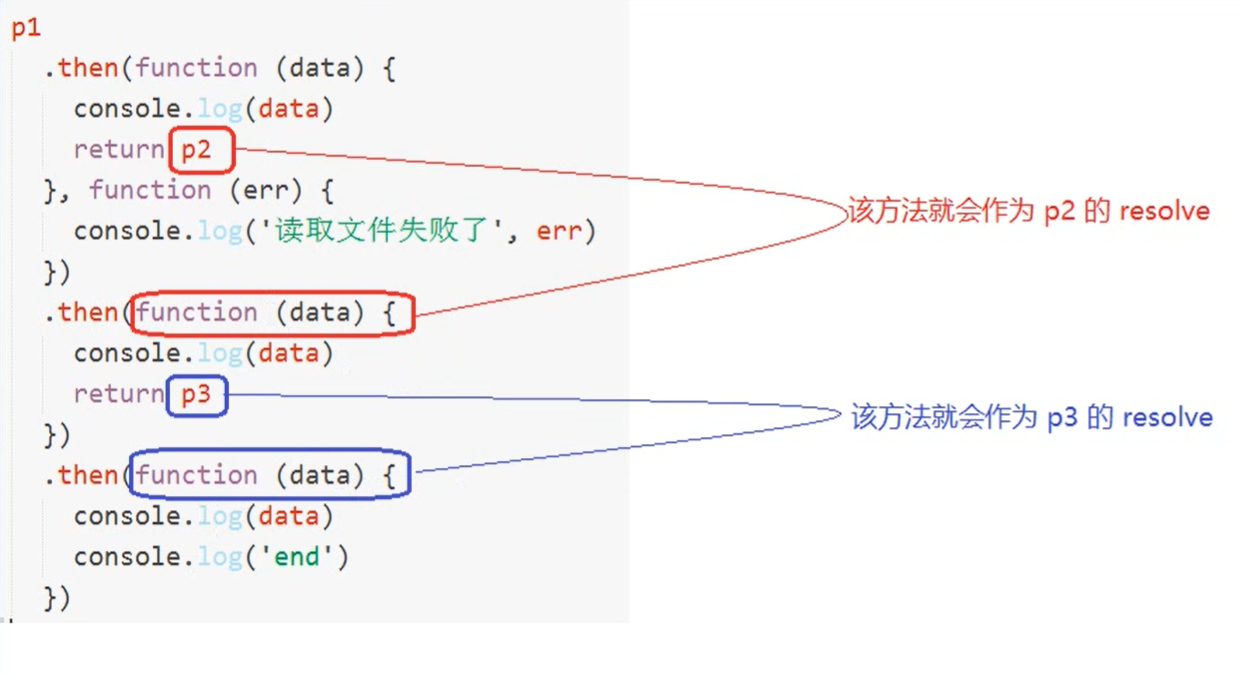 p1
.then(function (data) {
console.log(data)
return p2
}, function (err) {
console.log('读取文件失败了', err)
})
.then(function (data) {
console.log(data)
return p3
})
.then(function (data) {
console.log(data)
console.log('end')
})
该方法就会作为 p2 的 resolve
该方法就会作为 p3 的 resolve